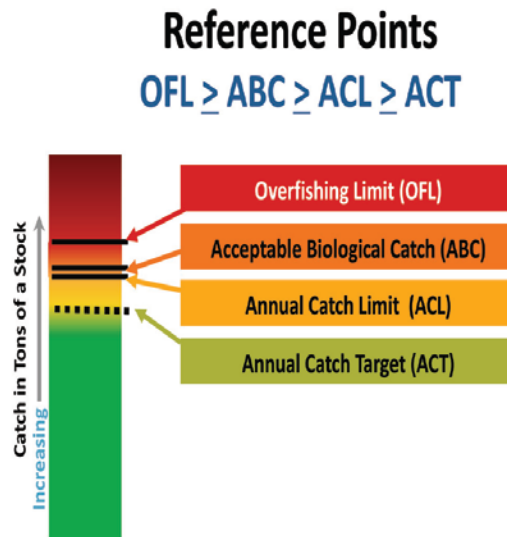 Reference Points
OFL ≥ ABC ≥ ACL ≥ ACT
Overfishing Limit (OFL)
Acceptable Biological Catch (ABC)
Annual Catch Limit (ACL)
Annual Catch Target (ACT)
Catch in Tons of a Stock
Increasing